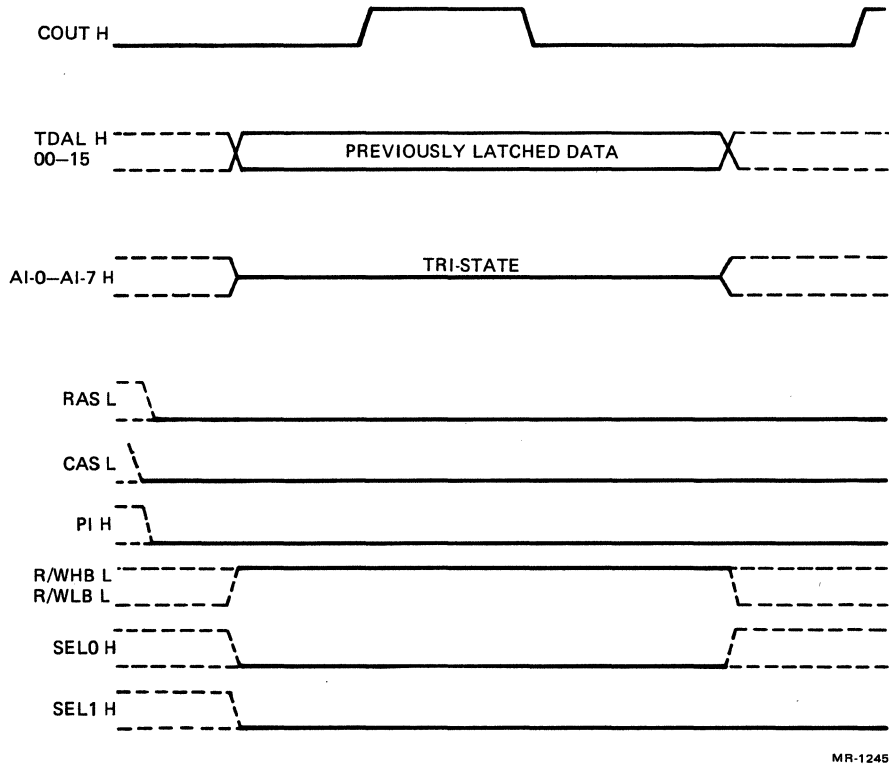 COUT H
TDAL H
00–15
PREVIOUSLY LATCHED DATA
AI-0–AI-7 H
TRI-STATE
RAS L
CAS L
PI H
R/WHB L
R/WLB L
SEL0 H
SEL1 H
MR-1245